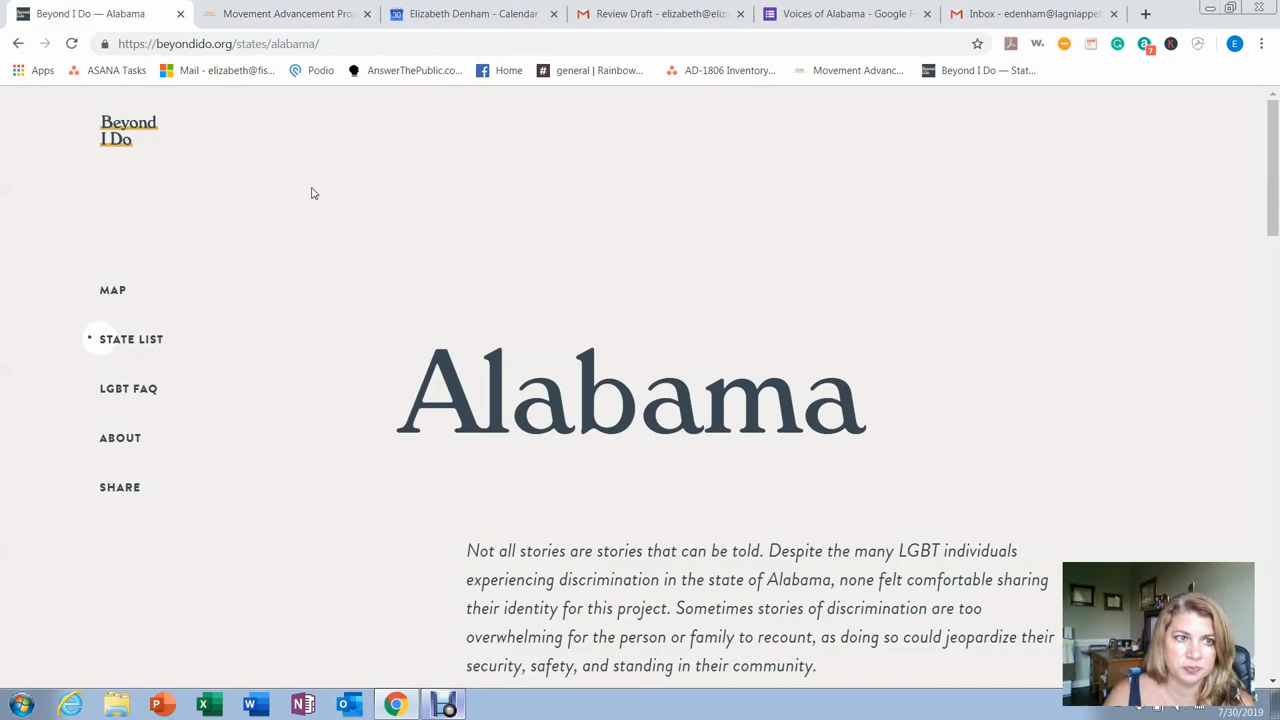 Beyond I Do — Alabama
Movement Advancement Proj
Elizabeth Denham - Calendar
Review Draft - elizabeth@ed
Voices of Alabama - Google F
Inbox - edenham@lagniappel
https://beyondido.org/states/alabama/
Apps
ASANA Tasks
Mail - elizabeth@fis...
Podio
AnswerThePublic.co...
Home
general | Rainbow...
AD-1806 Inventory...
Movement Advanc...
Beyond I Do — Stat...
Beyond
I Do
MAP
STATE LIST
LGBT FAQ
ABOUT
SHARE
Alabama
Not all stories are stories that can be told. Despite the many LGBT individuals
experiencing discrimination in the state of Alabama, none felt comfortable sharing
their identity for this project. Sometimes stories of discrimination are too
overwhelming for the person or family to recount, as doing so could jeopardize their
security, safety, and standing in their community.
7/30/2019